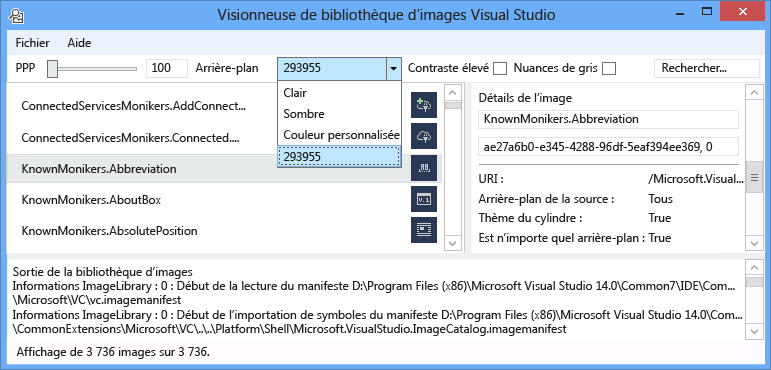 Visionneuse de bibliothèque d’images Visual Studio
Fichier Aide
PPP 100 Arrière-plan 293955 Contraste élevé Nuances de gris Rechercher...
Clair
Sombre
Couleur personnalisée
293955
ConnectedServicesMonikers.AddConnect...
ConnectedServicesMonikers.Connected....
KnownMonikers.Abbreviation
KnownMonikers.AboutBox
KnownMonikers.AbsolutePosition
Détails de l’image
KnownMonikers.Abbreviation
ae27a6b0-e345-4288-96df-5eaf394ee369, 0
URI : /Microsoft.Visual...
Arrière-plan de la source : Tous
Thème du cylindre : True
Est n’importe quel arrière-plan : True
Sortie de la bibliothèque d’images
Informations ImageLibrary : 0 : Début de la lecture du manifeste D:\Program Files (x86)\Microsoft Visual Studio 14.0\Common7\IDE\Com...
\Microsoft\VC\vc.imagemanifest
Informations ImageLibrary : 0 : Début de l’importation de symboles du manifeste D:\Program Files (x86)\Microsoft Visual Studio 14.0\Com...
\CommonExtensions\Microsoft\VC\..\..\Platform\Shell\Microsoft.VisualStudio.ImageCatalog.imagemanifest
Affichage de 3 736 images sur 3 736.